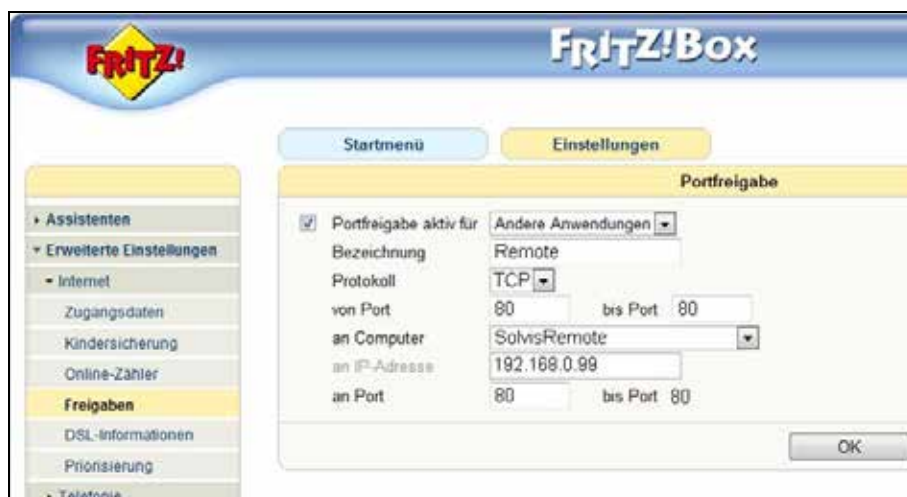 FRITZ!
FRITZ!Box
Startmenü
Einstellungen
Portfreigabe
Assistenten
Erweiterte Einstellungen
Internet
Zugangsdaten
Kindersicherung
Online-Zähler
Freigaben
DSL-Informationen
Priorisierung
Telefonie
Portfreigabe aktiv für Andere Anwendungen
Bezeichnung Remote
Protokoll TCP
von Port 80 bis Port 80
an Computer SolvisRemote
an IP-Adresse 192.168.0.99
an Port 80 bis Port 80
OK